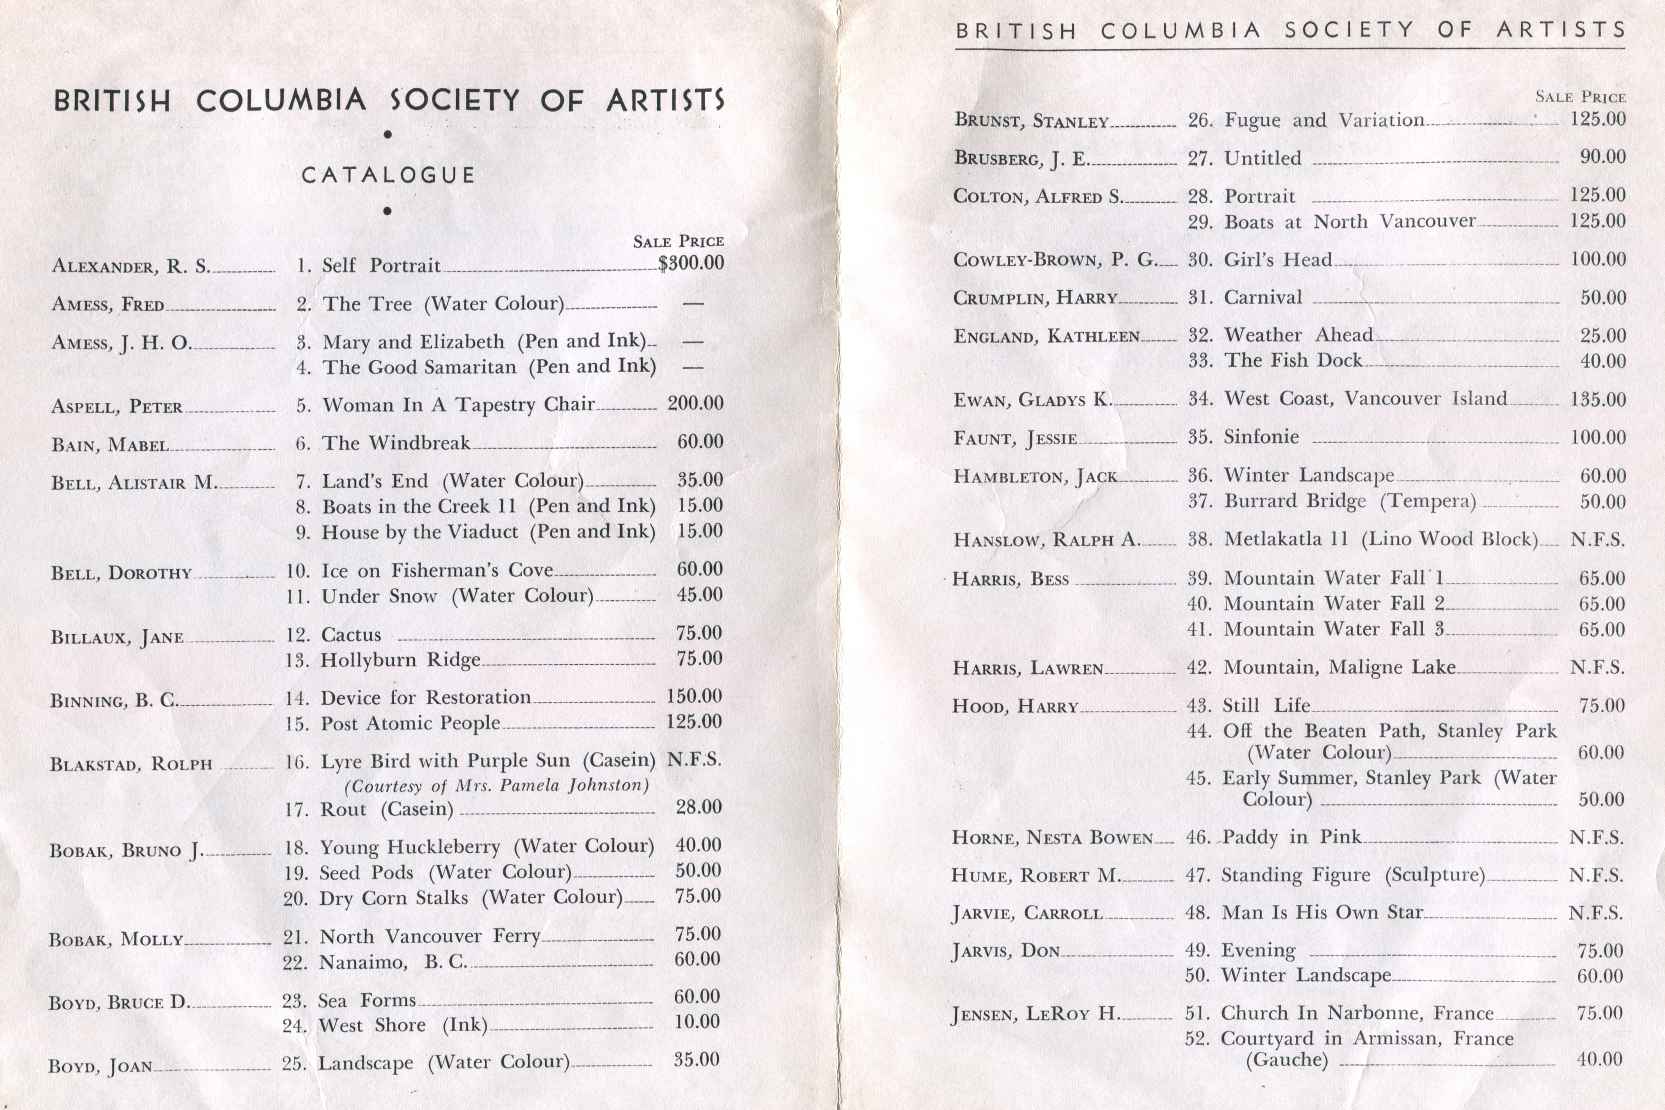 BRITISH COLUMBIA SOCIETY OF ARTISTS
CATALOGUE
SALE PRICE
ALEXANDER, R. S. 1. Self Portrait $300.00
AMESS, FRED 2. The Tree (Water Colour) —
AMESS, J. H. O. 3. Mary and Elizabeth (Pen and Ink) —
4. The Good Samaritan (Pen and Ink) —
ASPELL, PETER 5. Woman In A Tapestry Chair 200.00
BAIN, MABEL 6. The Windbreak 60.00
BELL, ALISTAIR M. 7. Land's End (Water Colour) 35.00
8. Boats in the Creek 11 (Pen and Ink) 15.00
9. House by the Viaduct (Pen and Ink) 15.00
BELL, DOROTHY 10. Ice on Fisherman's Cove 60.00
11. Under Snow (Water Colour) 45.00
BILLAUX, JANE 12. Cactus 75.00
13. Hollyburn Ridge 75.00
BINNING, B. C. 14. Device for Restoration 150.00
15. Post Atomic People 125.00
BLAKSTAD, ROLPH 16. Lyre Bird with Purple Sun (Casein) N.F.S.
(Courtesy of Mrs. Pamela Johnston)
17. Rout (Casein) 28.00
BOBAK, BRUNO J. 18. Young Huckleberry (Water Colour) 40.00
19. Seed Pods (Water Colour) 50.00
20. Dry Corn Stalks (Water Colour) 75.00
BOBAK, MOLLY 21. North Vancouver Ferry 75.00
22. Nanaimo, B. C. 60.00
BOYD, BRUCE D. 23. Sea Forms 60.00
24. West Shore (Ink) 10.00
BOYD, JOAN 25. Landscape (Water Colour) 35.00
BRITISH COLUMBIA SOCIETY OF ARTISTS
SALE PRICE
BRUNST, STANLEY 26. Fugue and Variation 125.00
BRUSBERG, J. E. 27. Untitled 90.00
COLTON, ALFRED S. 28. Portrait 125.00
29. Boats at North Vancouver 125.00
COWLEY-BROWN, P. G. 30. Girl's Head 100.00
CRUMPLIN, HARRY 31. Carnival 50.00
ENGLAND, KATHLEEN 32. Weather Ahead 25.00
33. The Fish Dock 40.00
EWAN, GLADYS K. 34. West Coast, Vancouver Island 135.00
FAUNT, JESSIE 35. Sinfonie 100.00
HAMBLETON, JACK 36. Winter Landscape 60.00
37. Burrard Bridge (Tempera) 50.00
HANSLOW, RALPH A. 38. Metlakatla 11 (Lino Wood Block) N.F.S.
HARRIS, BESS 39. Mountain Water Fall 1 65.00
40. Mountain Water Fall 2 65.00
41. Mountain Water Fall 3 65.00
HARRIS, LAWREN 42. Mountain, Maligne Lake N.F.S.
HOOD, HARRY 43. Still Life 75.00
44. Off the Beaten Path, Stanley Park
(Water Colour) 60.00
45. Early Summer, Stanley Park (Water
Colour) 50.00
HORNE, NESTA BOWEN 46. Paddy in Pink N.F.S.
HUME, ROBERT M. 47. Standing Figure (Sculpture) N.F.S.
JARVIE, CARROLL 48. Man Is His Own Star N.F.S.
JARVIS, DON 49. Evening 75.00
50. Winter Landscape 60.00
JENSEN, LEROY H. 51. Church In Narbonne, France 75.00
52. Courtyard in Armissan, France
(Gauche) 40.00